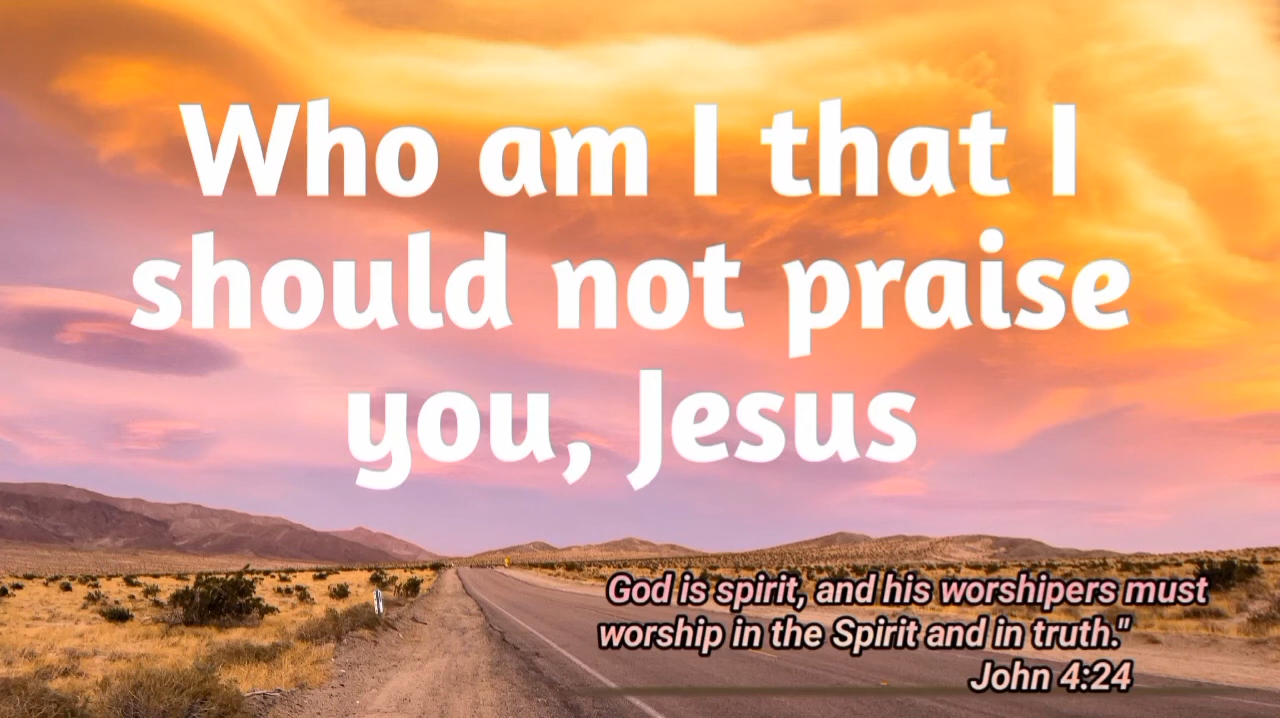 Who am I that I
should not praise
you, Jesus
God is spirit, and his worshipers must
worship in the Spirit and in truth."
John 4:24